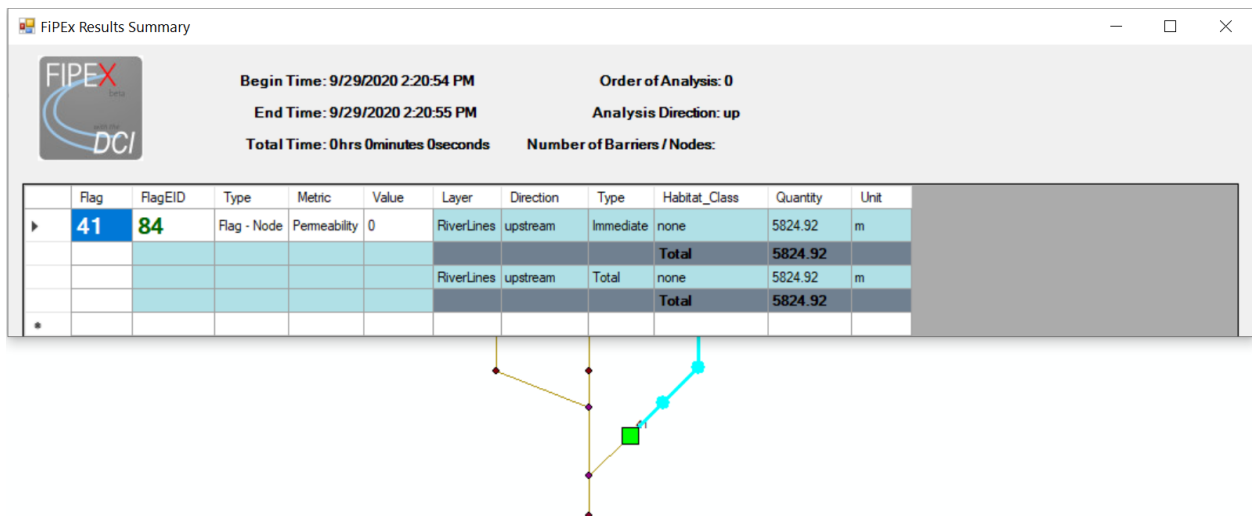 FiPEx Results Summary
FIPEX
beta
DCI
Begin Time: 9/29/2020 2:20:54 PM
Order of Analysis: 0
End Time: 9/29/2020 2:20:55 PM
Analysis Direction: up
Total Time: 0hrs 0minutes 0seconds
Number of Barriers / Nodes:
Flag FlagEID Type Metric Value Layer Direction Type Habitat_Class Quantity Unit
41 84 Flag - Node Permeability 0 RiverLines upstream Immediate none 5824.92 m
Total 5824.92
RiverLines upstream Total none 5824.92 m
Total 5824.92